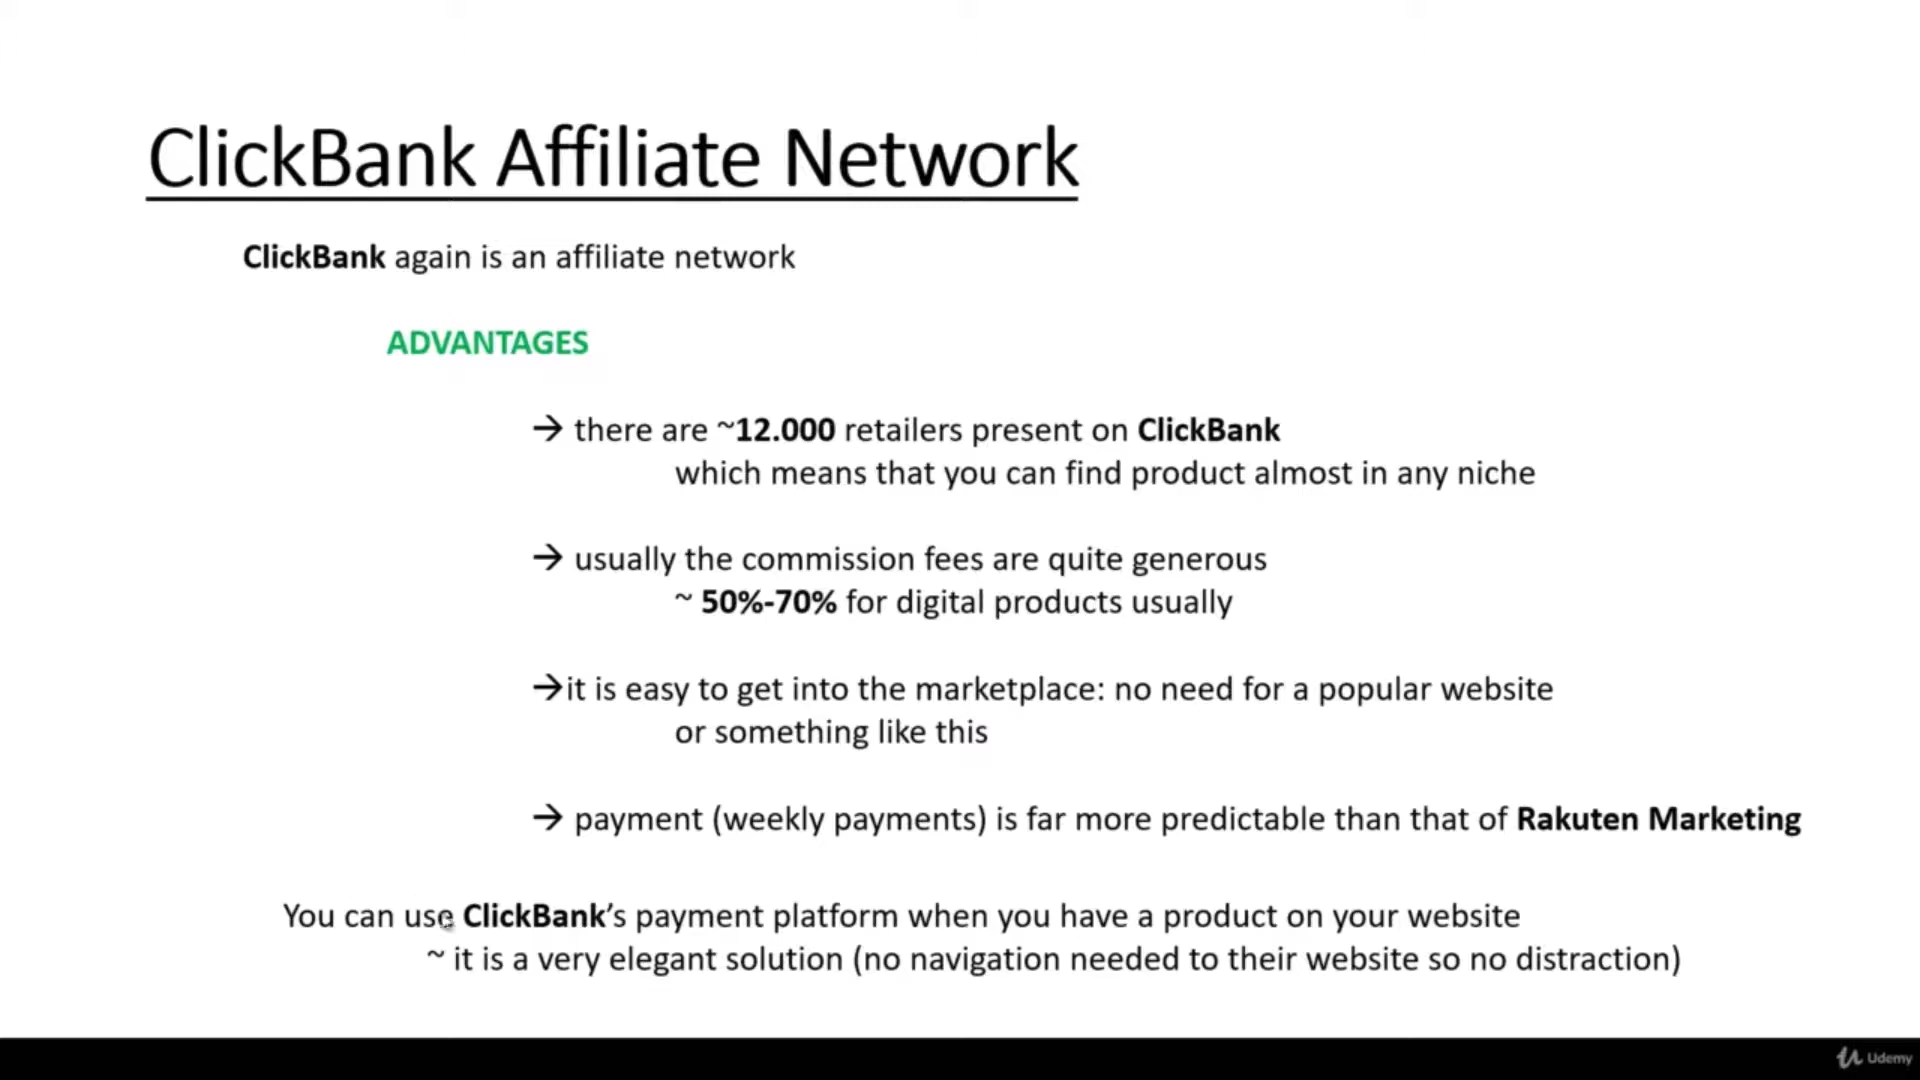 ClickBank Affiliate Network
ClickBank again is an affiliate network
ADVANTAGES
→ there are ~12.000 retailers present on ClickBank
which means that you can find product almost in any niche
→ usually the commission fees are quite generous
~ 50%-70% for digital products usually
→it is easy to get into the marketplace: no need for a popular website
or something like this
→ payment (weekly payments) is far more predictable than that of Rakuten Marketing
You can use ClickBank’s payment platform when you have a product on your website
~ it is a very elegant solution (no navigation needed to their website so no distraction)
Udemy